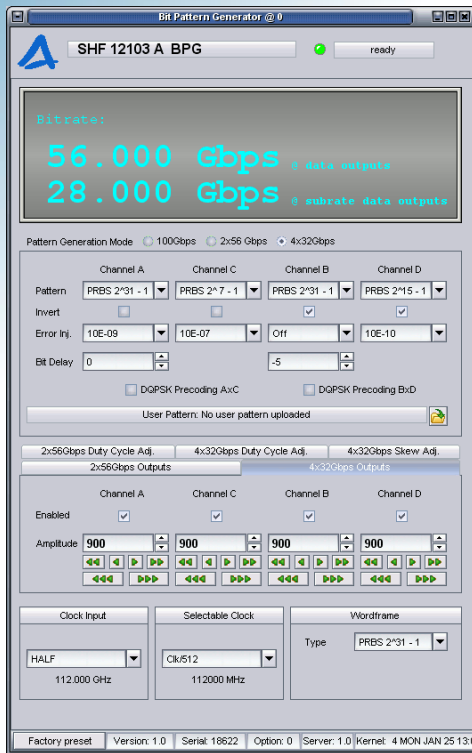 Bit Pattern Generator @ 0
SHF 12103 A BPG ready
Bitrate:
56.000 Gbps @ data outputs
28.000 Gbps @ subrate data outputs
Pattern Generation Mode 100Gbps 2x56 Gbps 4x32Gbps
Channel A Channel C Channel B Channel D
Pattern PRBS 2^31 - 1 PRBS 2^ 7 - 1 PRBS 2^31 - 1 PRBS 2^15 - 1
Invert
Error Inj. 10E-09 10E-07 Off 10E-10
Bit Delay 0 -5
DQPSK Precoding AxC DQPSK Precoding BxD
User Pattern: No user pattern uploaded
2x56Gbps Duty Cycle Adj. 4x32Gbps Duty Cycle Adj. 4x32Gbps Skew Adj.
2x56Gbps Outputs 4x32Gbps Outputs
Channel A Channel C Channel B Channel D
Enabled
Amplitude 900 900 900 900
Clock Input Selectable Clock Wordframe
Type PRBS 2^31 - 1
HALF Clk/512
112.000 GHz 112000 MHz
Factory preset Version: 1.0 Serial: 18622 Option: 0 Server: 1.0 Kernel: 4 MON JAN 25 13: